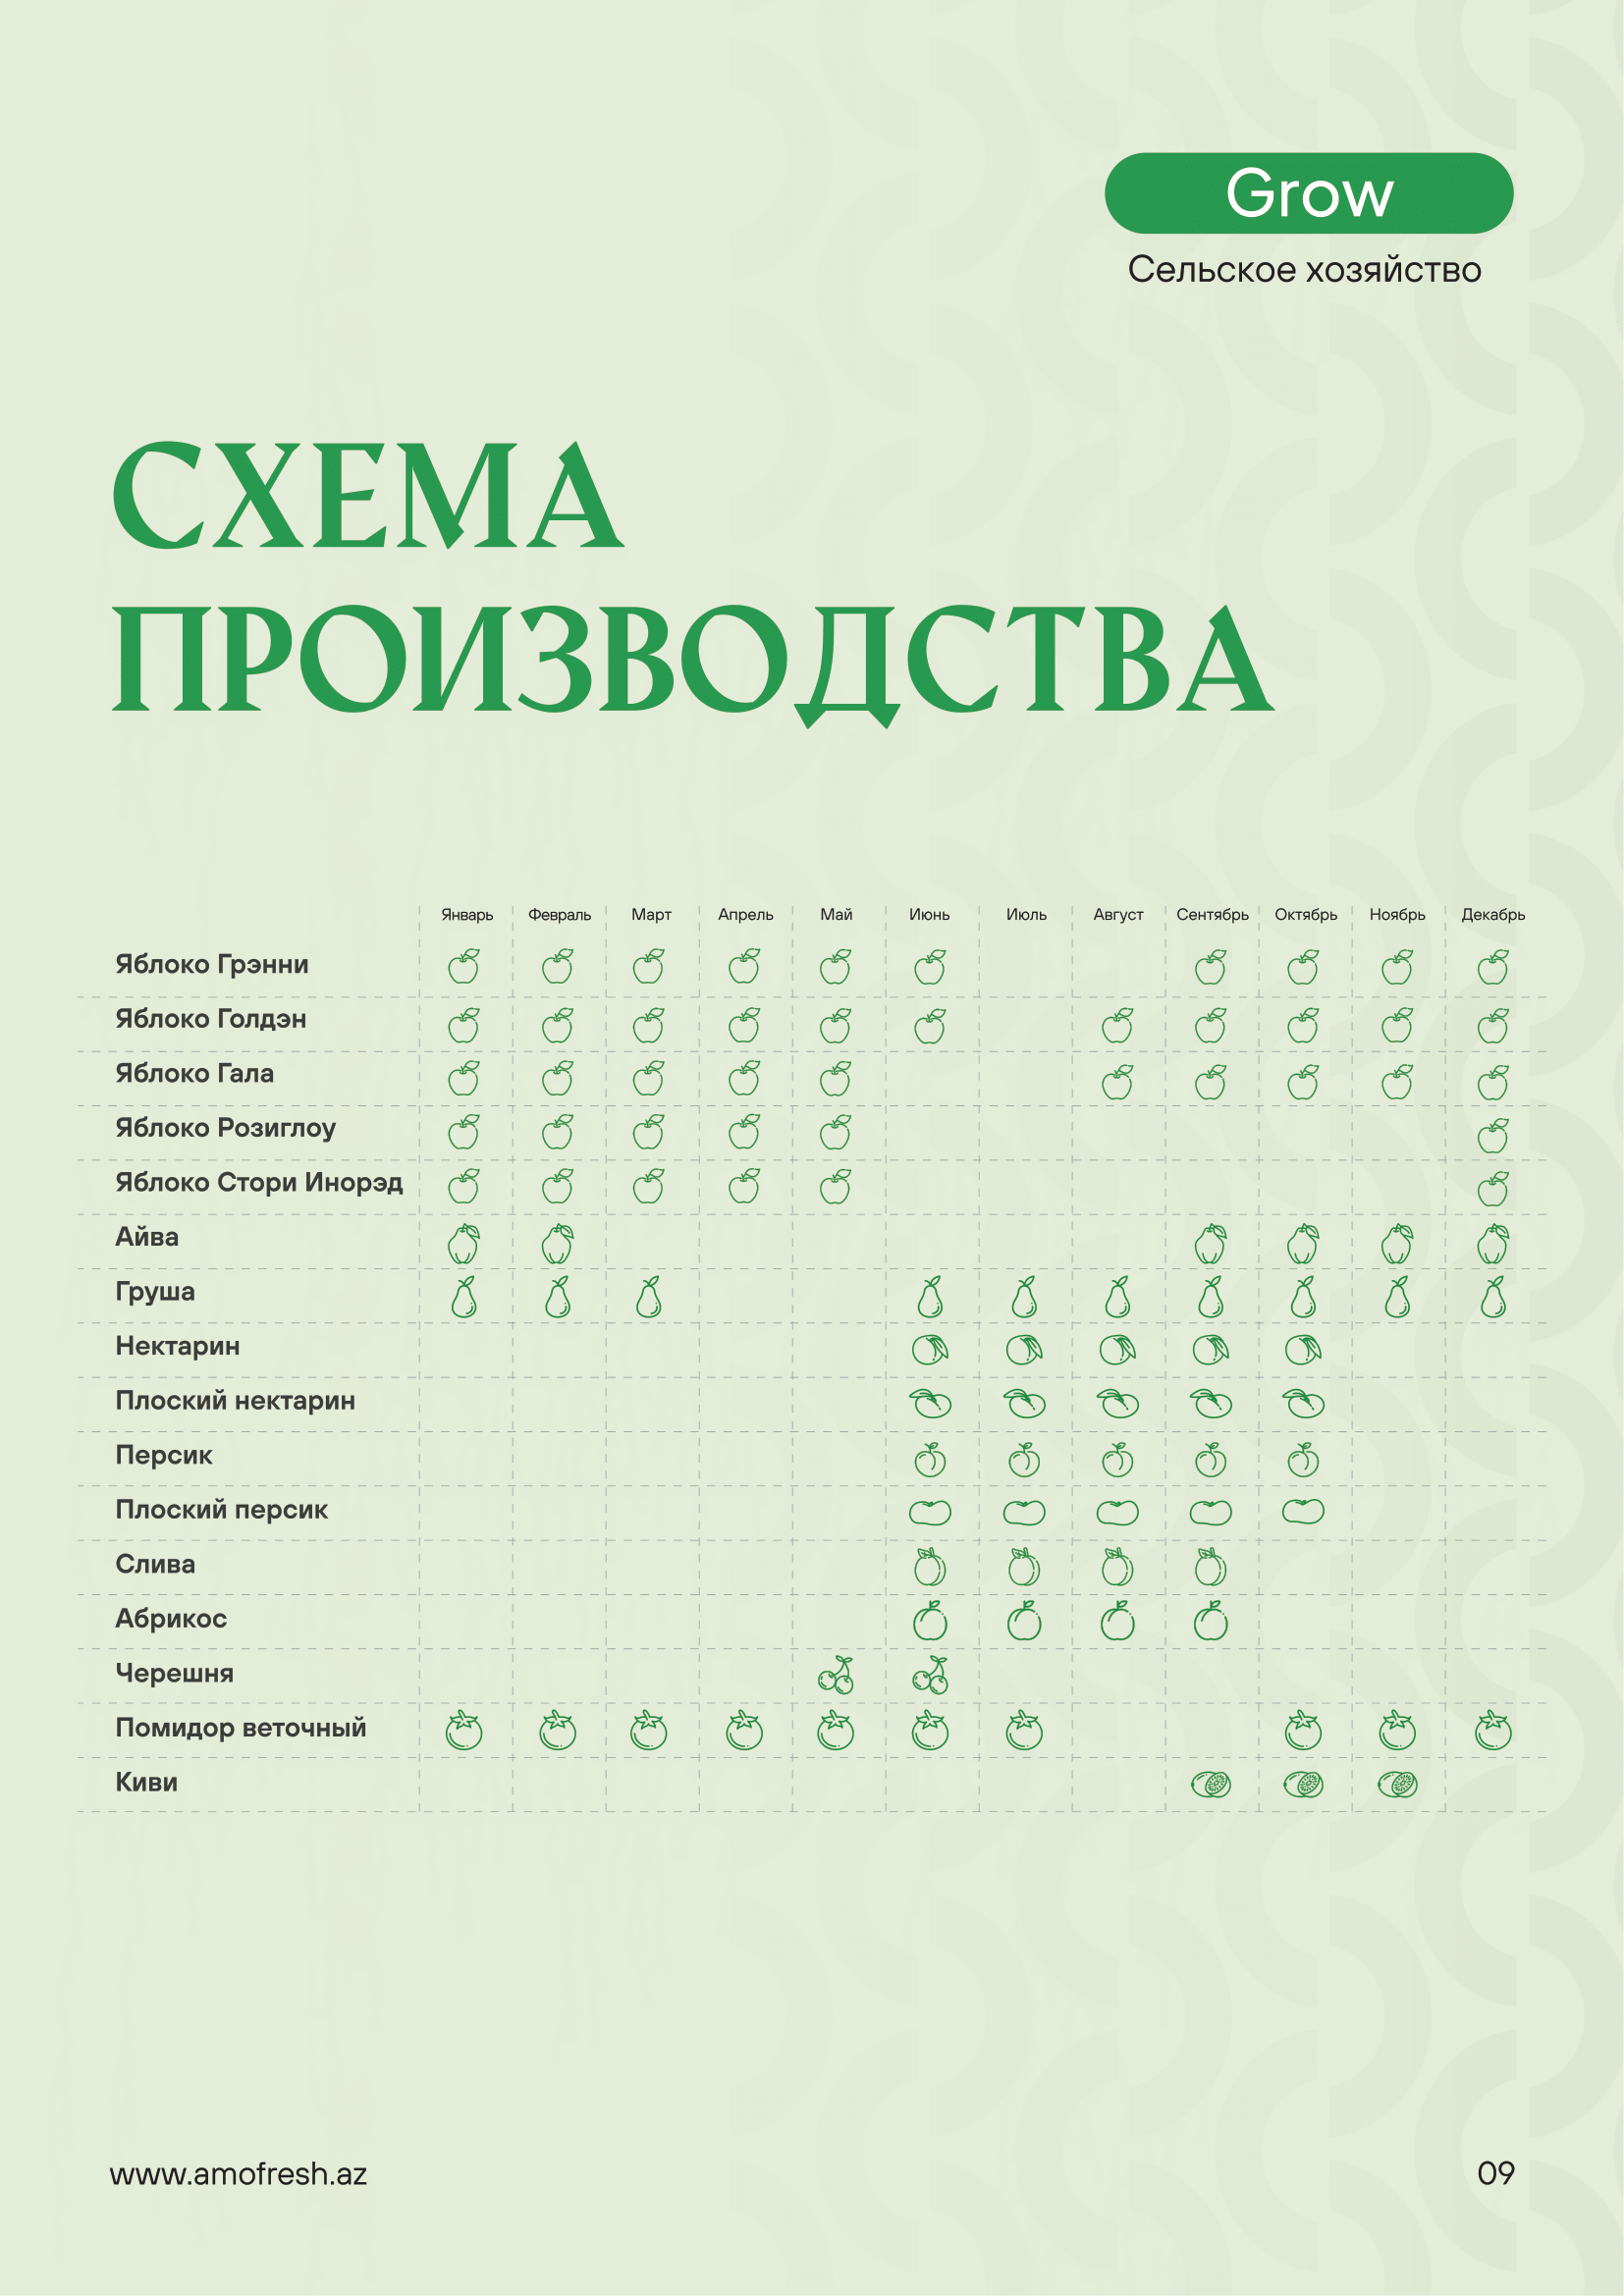 Grow
Сельское хозяйство
СХЕМА
ПРОИЗВОДСТВА
Январь Февраль Март Апрель Май Июнь Июль Август Сентябрь Октябрь Ноябрь Декабрь
Яблоко Грэнни
Яблоко Голдэн
Яблоко Гала
Яблоко Розиглоу
Яблоко Стори Инорэд
Айва
Груша
Нектарин
Плоский нектарин
Персик
Плоский персик
Слива
Абрикос
Черешня
Помидор веточный
Киви
www.amofresh.az
09